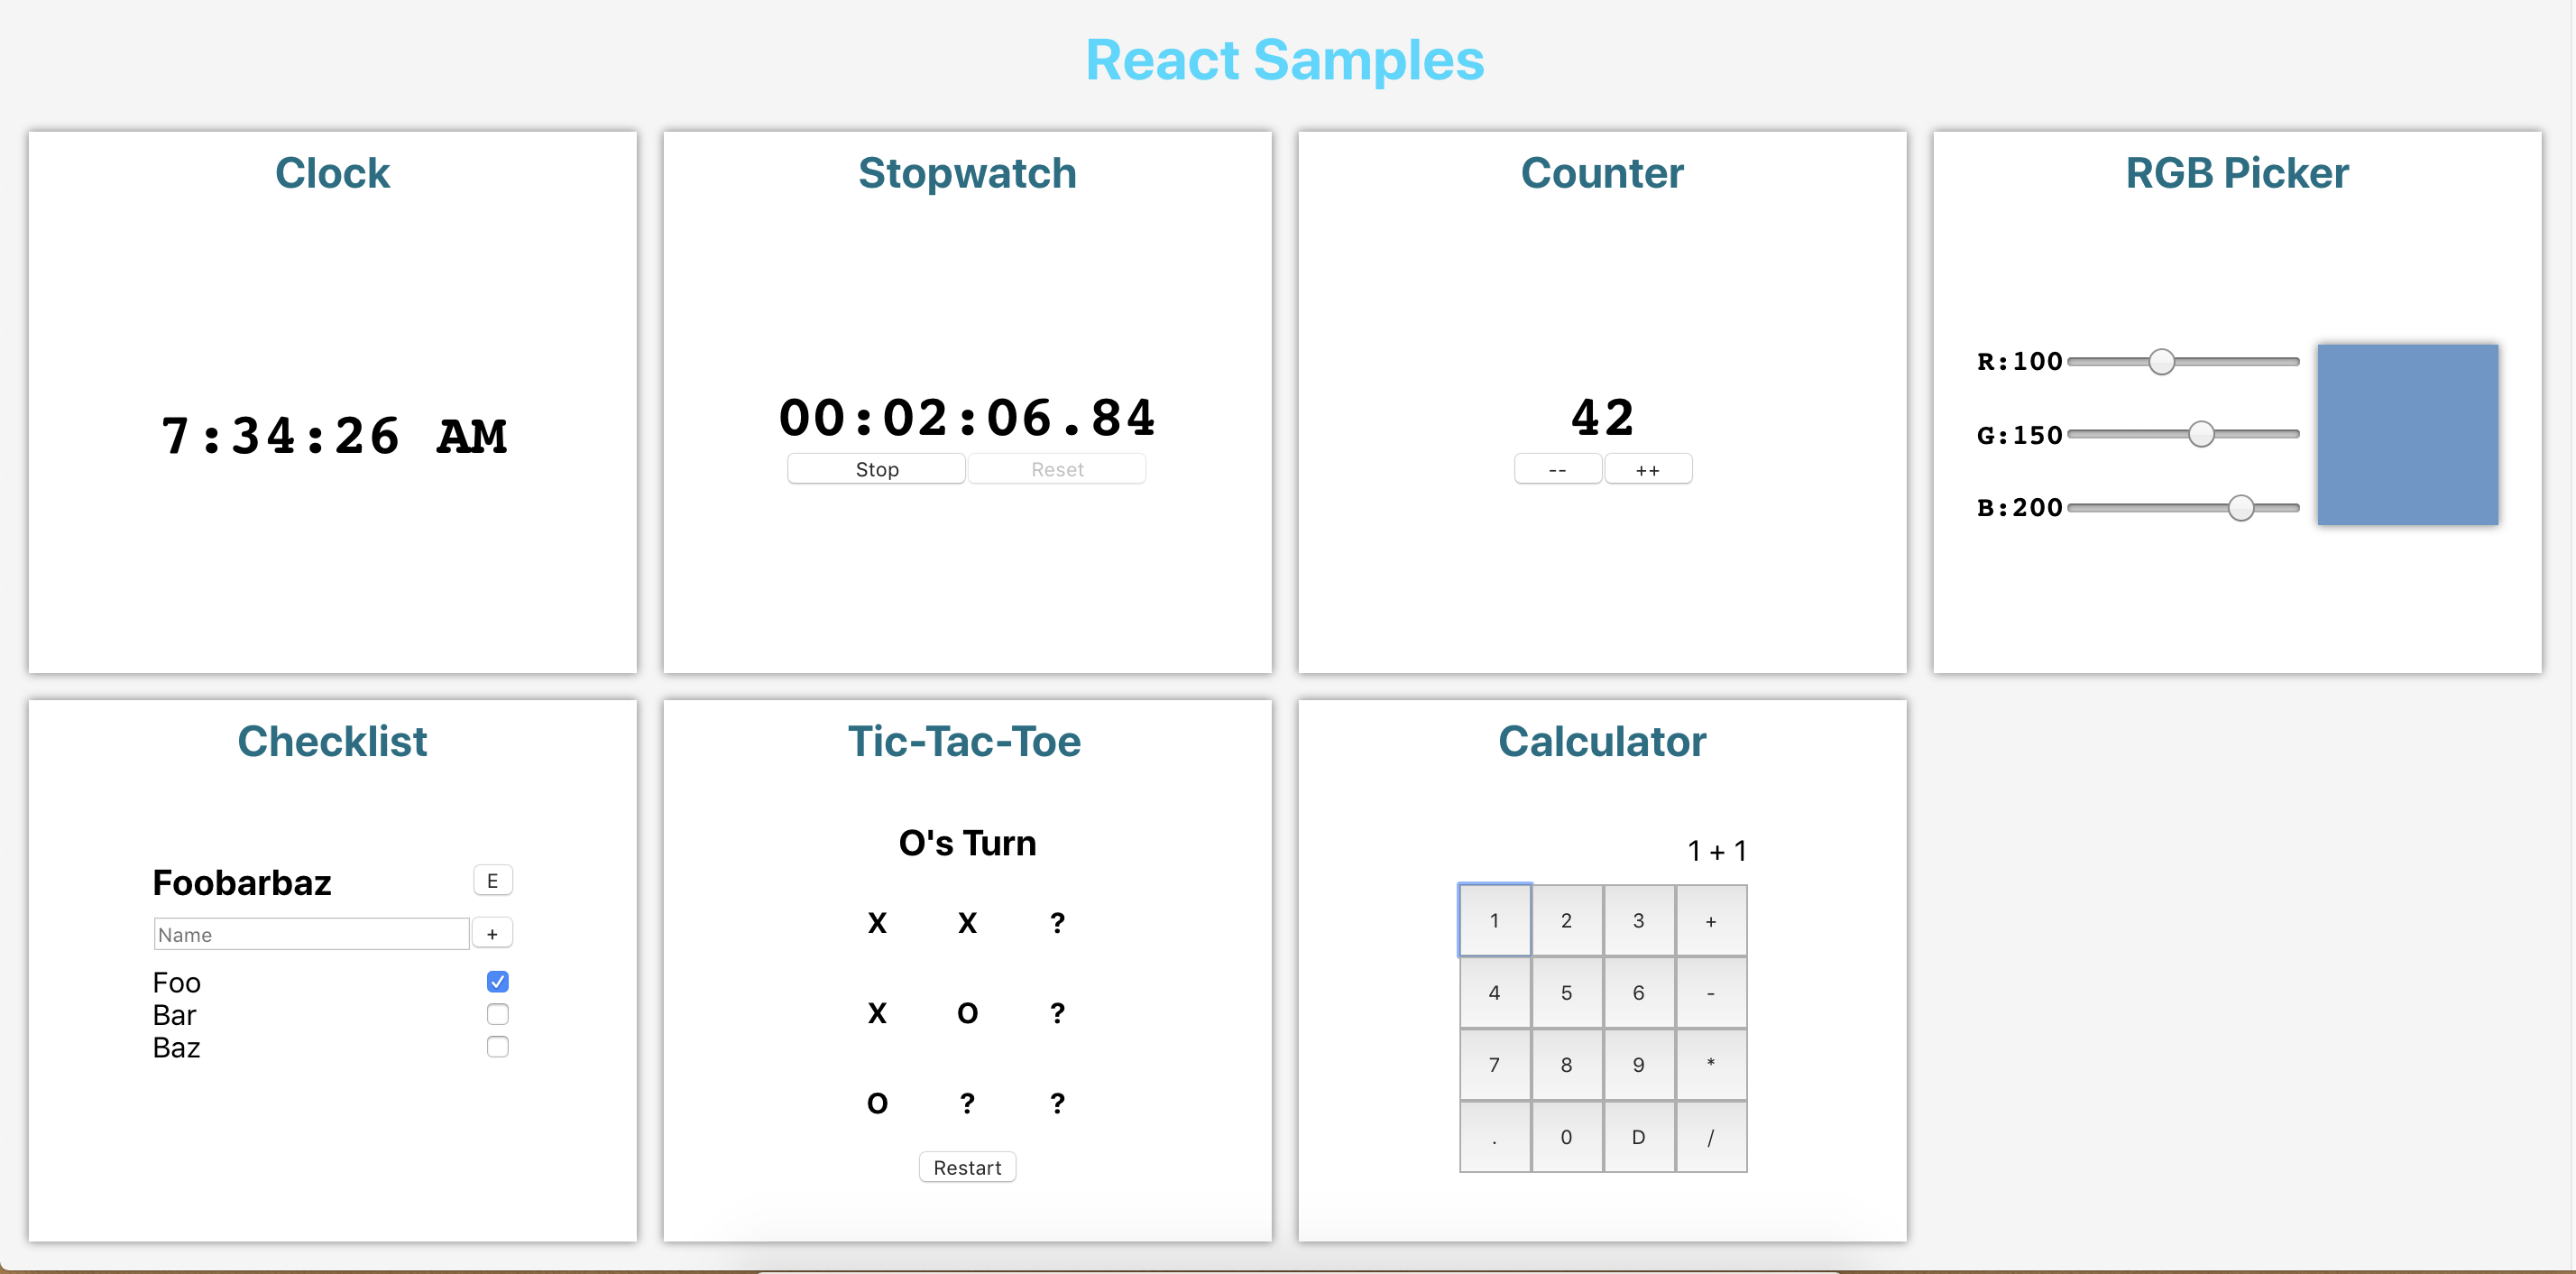 React Samples
Clock
7:34:26 AM
Stopwatch
00:02:06.84
Stop Reset
Counter
42
-- ++
RGB Picker
R:100
G:150
B:200
Checklist
Foobarbaz E
Name +
Foo
Bar
Baz
Tic-Tac-Toe
O's Turn
X X ?
X O ?
O ? ?
Restart
Calculator
1 + 1
1 2 3 +
4 5 6 -
7 8 9 *
. 0 D /